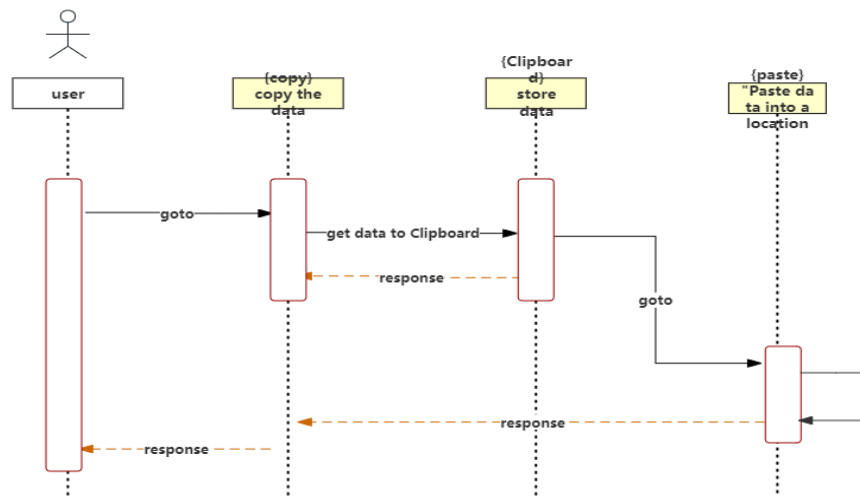 user
{copy}
copy the
data
{Clipboar
d}
store
data
{paste}
"Paste da
ta into a
location
goto
get data to Clipboard
response
goto
response
response